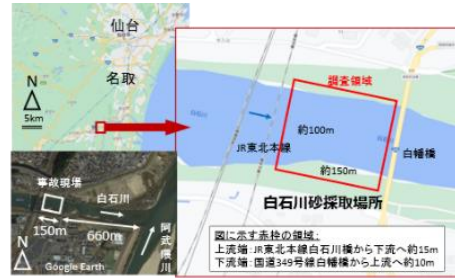 仙台
名取
N
5km
調査領域
約100m
JR東北本線
約150m
白幡橋
白石川砂採取場所
図に示す赤枠の領域:
上流端:JR東北本線白石川橋から下流へ約15m
下流端:国道349号線白幡橋から上流へ約10m
事故現場
白石川
N
150m
660m
阿武隈川
Google Earth